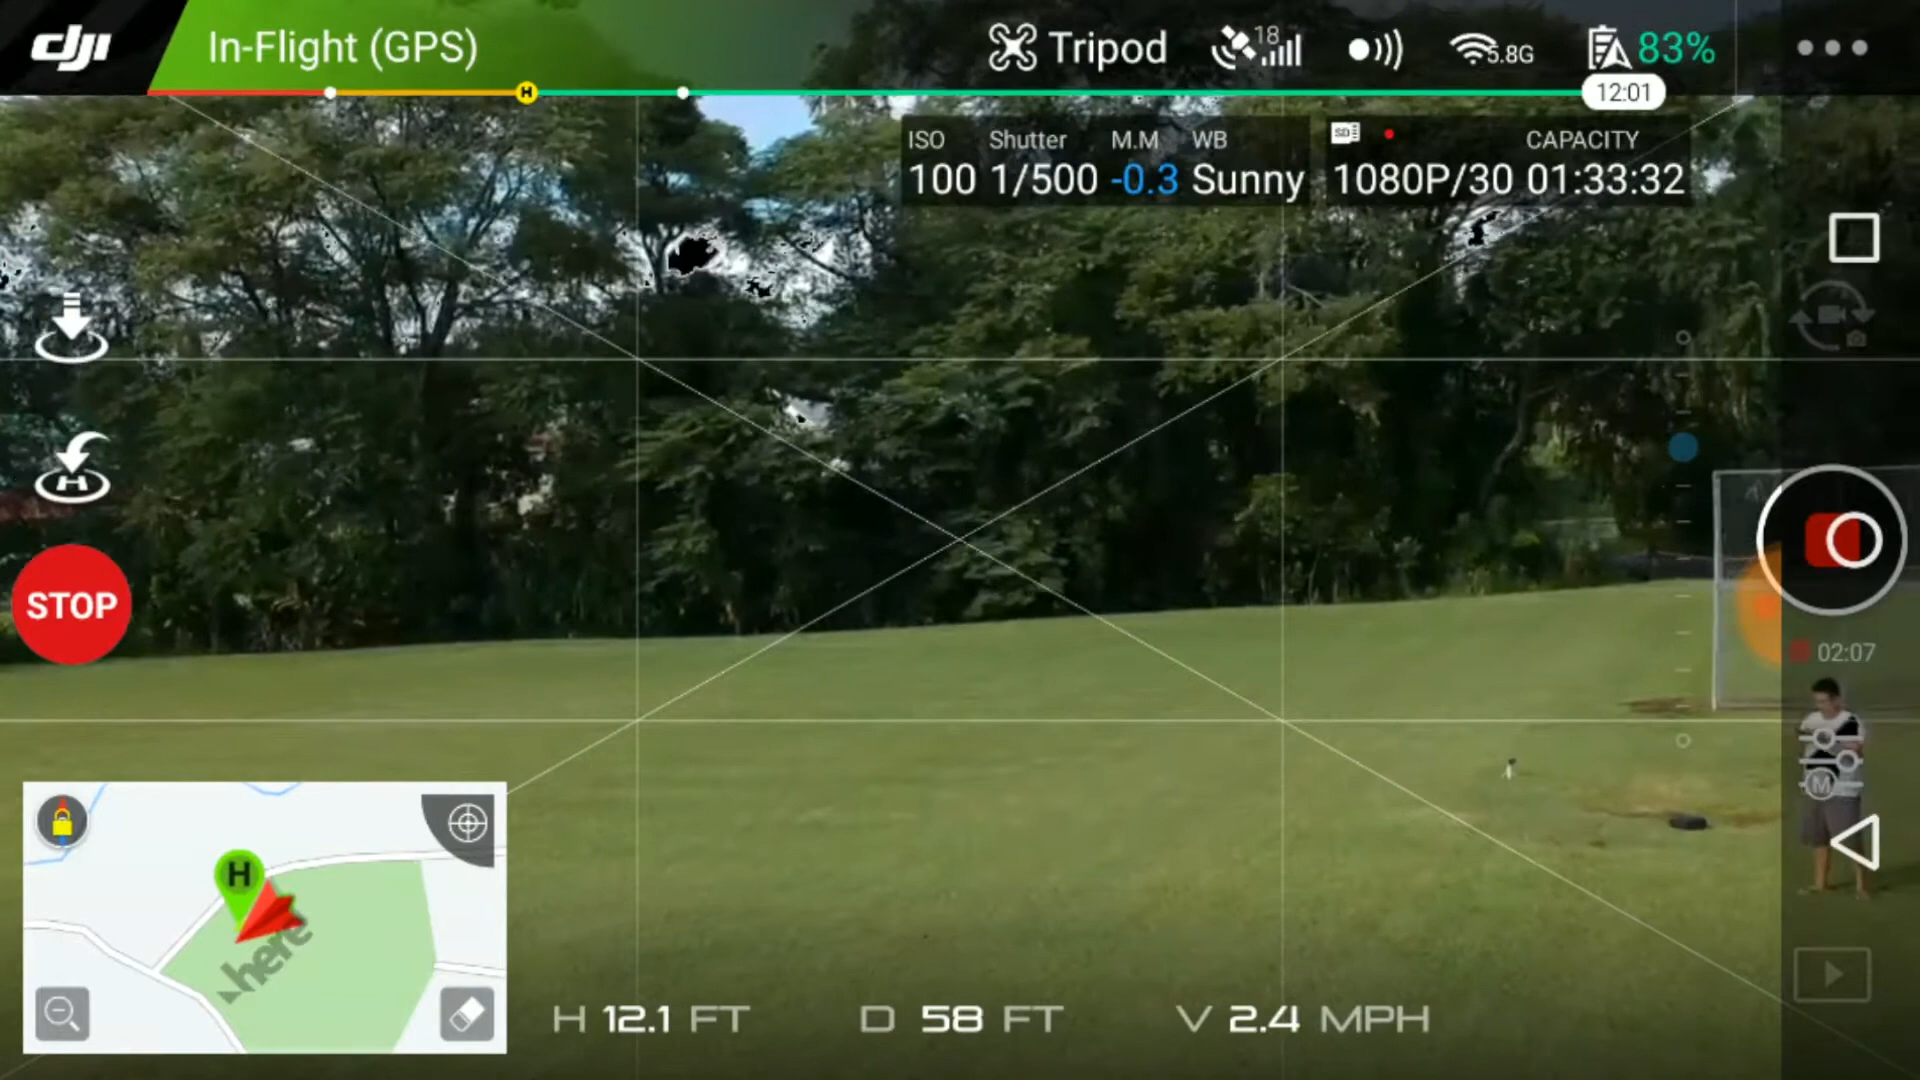 dji In-Flight (GPS) Tripod 18 5.8G 83%
H 12:01
ISO Shutter M.M WB SD CAPACITY
100 1/500 -0.3 Sunny 1080P/30 01:33:32
H
STOP
02:07
M
H
here
H 12.1 FT D 58 FT V 2.4 MPH